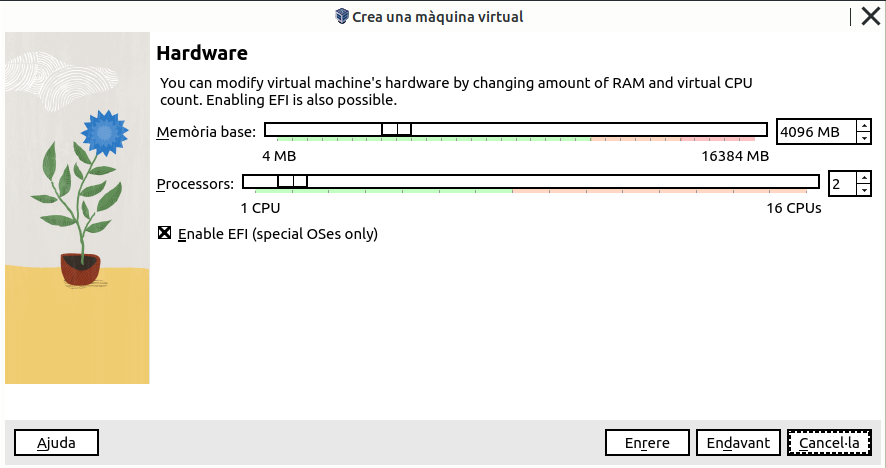 Crea una màquina virtual
Hardware
You can modify virtual machine's hardware by changing amount of RAM and virtual CPU
count. Enabling EFI is also possible.
Memòria base:
4096 MB
4 MB
16384 MB
Processors:
2
1 CPU
16 CPUs
Enable EFI (special OSes only)
Ajuda
Enrere
Endavant
Cancel·la